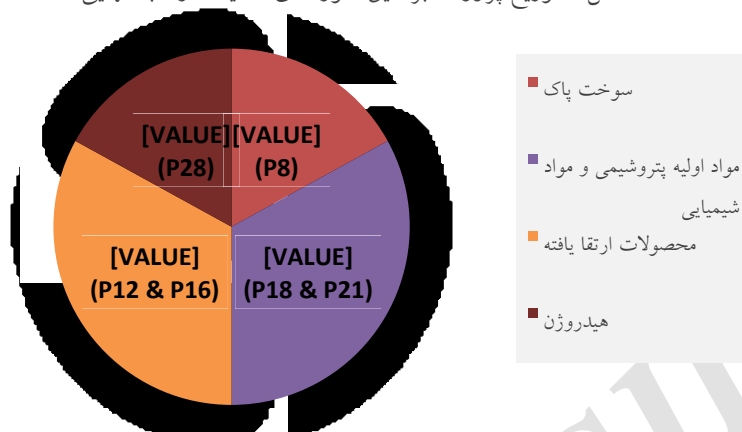 [VALUE] [VALUE]
(P28) (P8)
[VALUE] [VALUE]
(P12 & P16) (P18 & P21)
سوخت پاک
مواد اولیه پتروشیمی و مواد
شیمیایی
محصولات ارتقا یافته
هیدروژن